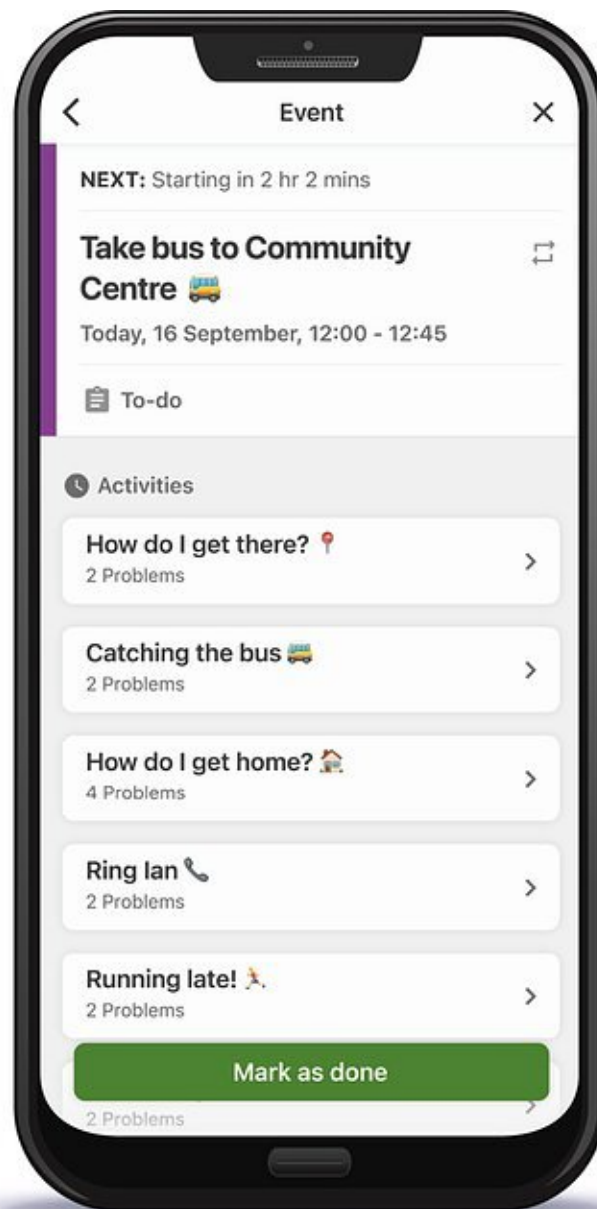 Event
NEXT: Starting in 2 hr 2 mins
Take bus to Community
Centre 🚌
Today, 16 September, 12:00 - 12:45
To-do
Activities
How do I get there? 📍
2 Problems
Catching the bus 🚌
2 Problems
How do I get home? 🏠
4 Problems
Ring Ian 📞
2 Problems
Running late! 🏃
2 Problems
Mark as done
2 Problems